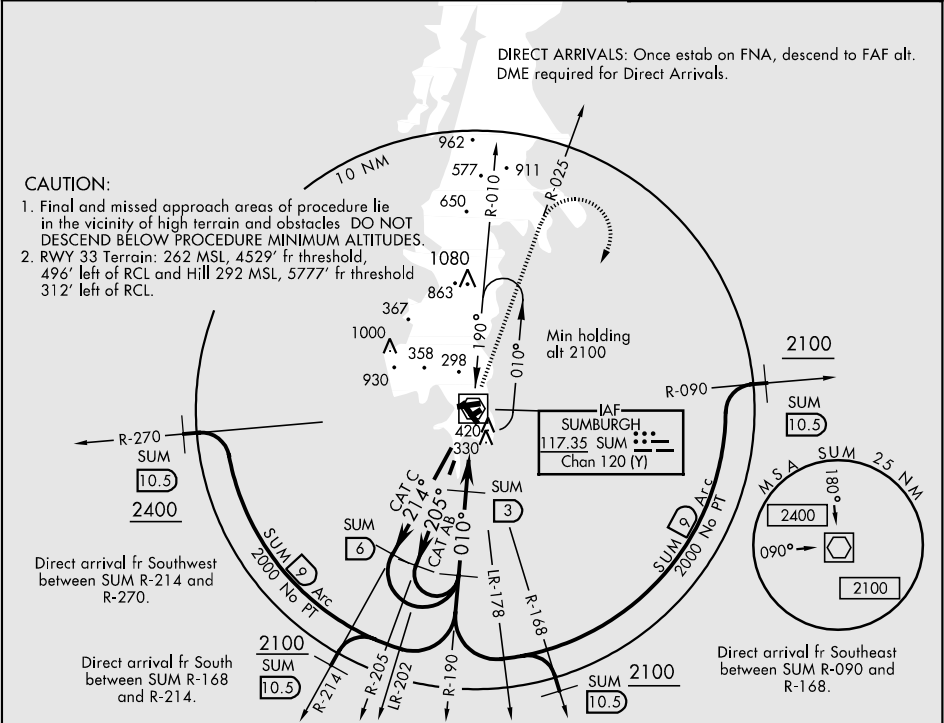 DIRECT ARRIVALS: Once estab on FNA, descend to FAF alt.
DME required for Direct Arrivals.
962
10 NM
577
911
R-010
R-025
CAUTION:
1. Final and missed approach areas of procedure lie
in the vicinity of high terrain and obstacles DO NOT
DESCEND BELOW PROCEDURE MINIMUM ALTITUDES.
2. RWY 33 Terrain: 262 MSL, 4529' fr threshold,
496' left of RCL and Hill 292 MSL, 5777' fr threshold
312' left of RCL.
650
1080
863
367
1000
358
298
930
190°
010°
Min holding
alt 2100
2100
R-090
SUM
10.5
IAF
SUMBURGH
117.35 SUM
Chan 120 (Y)
420
330
R-270
SUM
10.5
2400
CAT C
214°
205°
CAT AB
010°
SUM
3
SUM
6
MSA SUM 25 NM
180°
2400
090°
2100
SUM 9 Arc
2000 No PT
SUM 9 Arc
2000 No PT
Direct arrival fr Southwest
between SUM R-214 and
R-270.
LR-178
R-168
2100
SUM
10.5
R-214
R-205
LR-202
R-190
SUM
10.5
2100
Direct arrival fr South
between SUM R-168
and R-214.
Direct arrival fr Southeast
between SUM R-090 and
R-168.